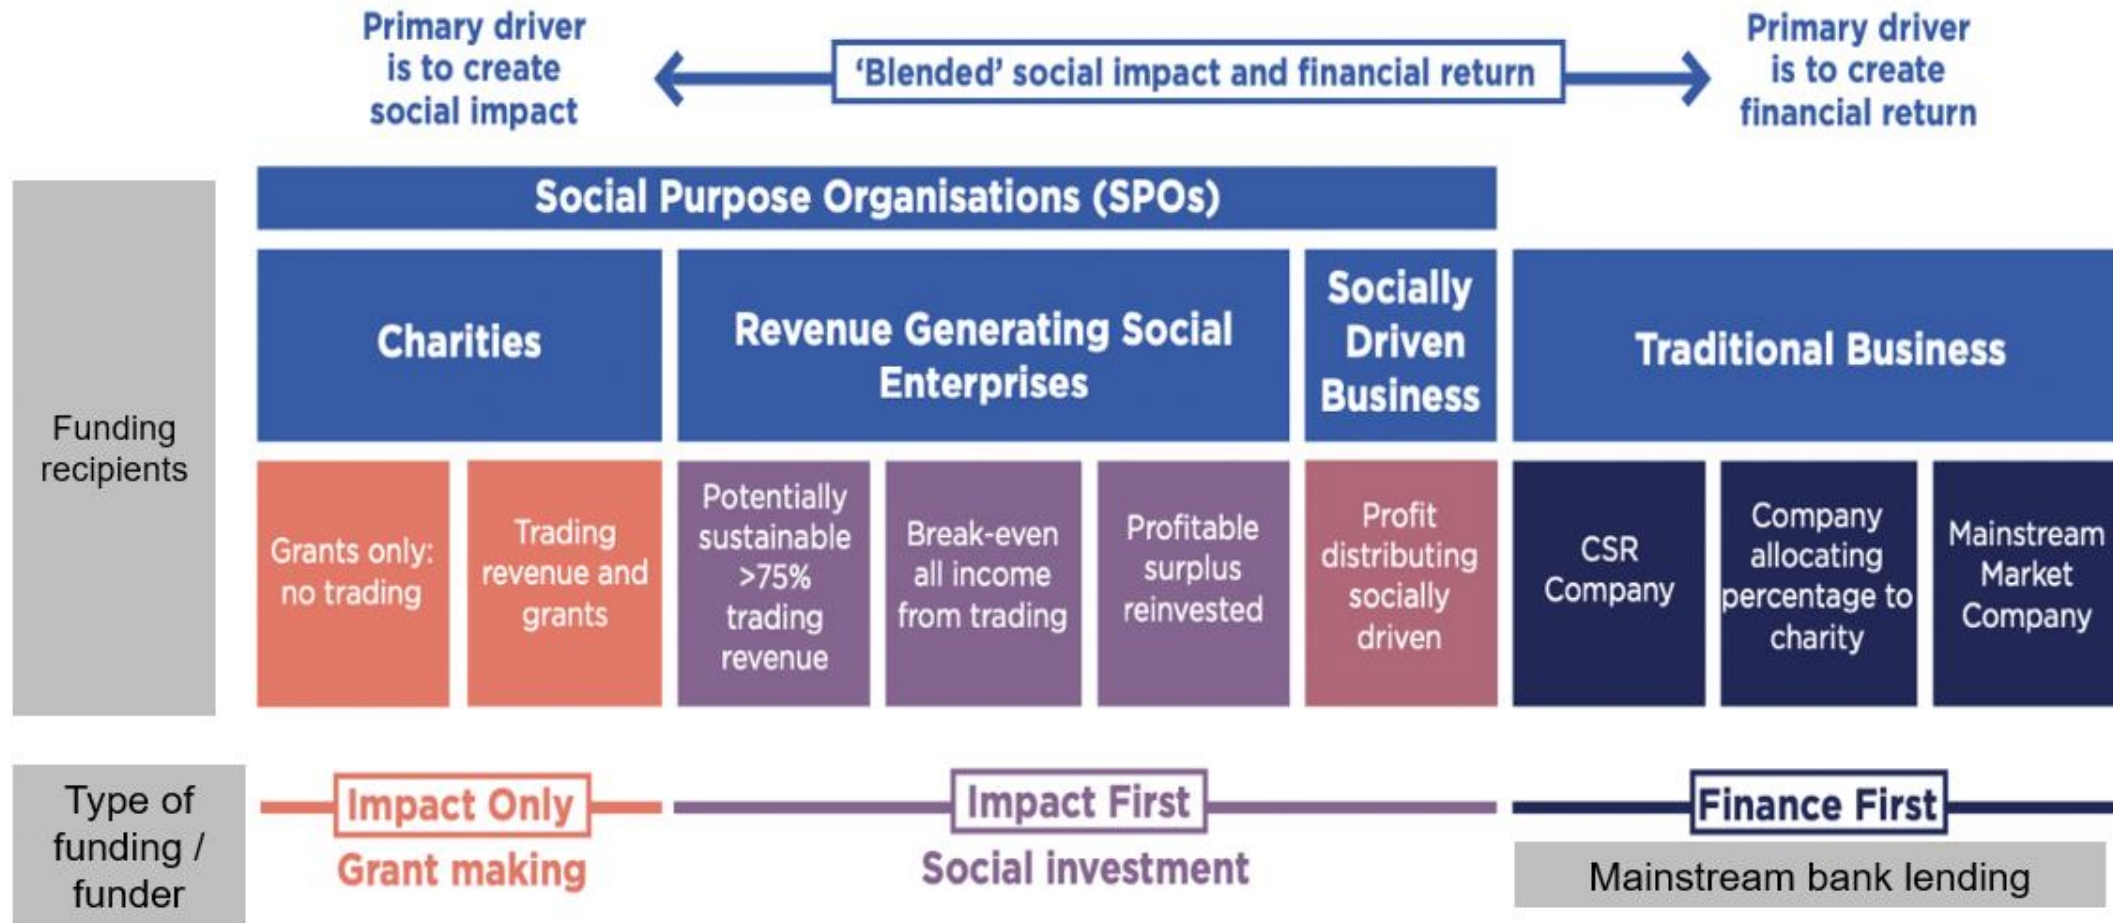 Primary driver
is to create
social impact
‘Blended’ social impact and financial return
Primary driver
is to create
financial return
Funding
recipients
Social Purpose Organisations (SPOs)
Charities
Revenue Generating Social
Enterprises
Socially
Driven
Business
Traditional Business
Grants only:
no trading
Trading
revenue and
grants
Potentially
sustainable
>75%
trading
revenue
Break-even
all income
from trading
Profitable
surplus
reinvested
Profit
distributing
socially
driven
CSR
Company
Company
allocating
percentage to
charity
Mainstream
Market
Company
Type of
funding /
funder
Impact Only
Grant making
Impact First
Social investment
Finance First
Mainstream bank lending